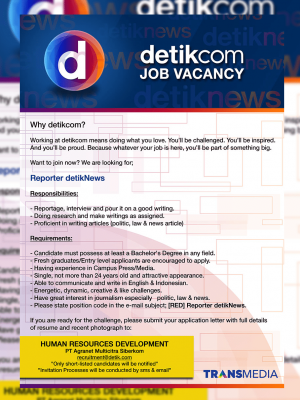 d
detikcom
JOB VACANCY
Why detikcom?
Working at detikcom means doing what you love. You'll be challenged. You'll be inspired.
And you'll be proud. Because whatever your job is here, you'll be part of something big.
Want to join now? We are looking for;
Reporter detikNews
Responsibilities:
- Reportage, interview and pour it on a good writing.
- Doing research and make writings as assigned.
- Proficient in writing articles (politic, law & news article)
Requirements:
- Candidate must possess at least a Bachelor's Degree in any field.
- Fresh graduates/Entry level applicants are encouraged to apply.
- Having experience in Campus Press/Media.
- Single, not more than 24 years old and attractive appearance.
- Able to communicate and write in English & Indonesian.
- Energetic, dynamic, creative & like challenges.
- Have great interest in journalism especially politic, law & news.
- Please state position code in the e-mail subject; [RED] Reporter detikNews.
If you are ready for the challenge, please submit your application letter with full details
of resume and recent photograph to:
HUMAN RESOURCES DEVELOPMENT
PT Agranet Multicitra Siberkom
recruitment@detik.com
"Only short-listed candidates will be notified"
"Invitation Processes will be conducted by sms & email"
TRANSMEDIA
HUMAN RESOURCES DEVELOPMENT